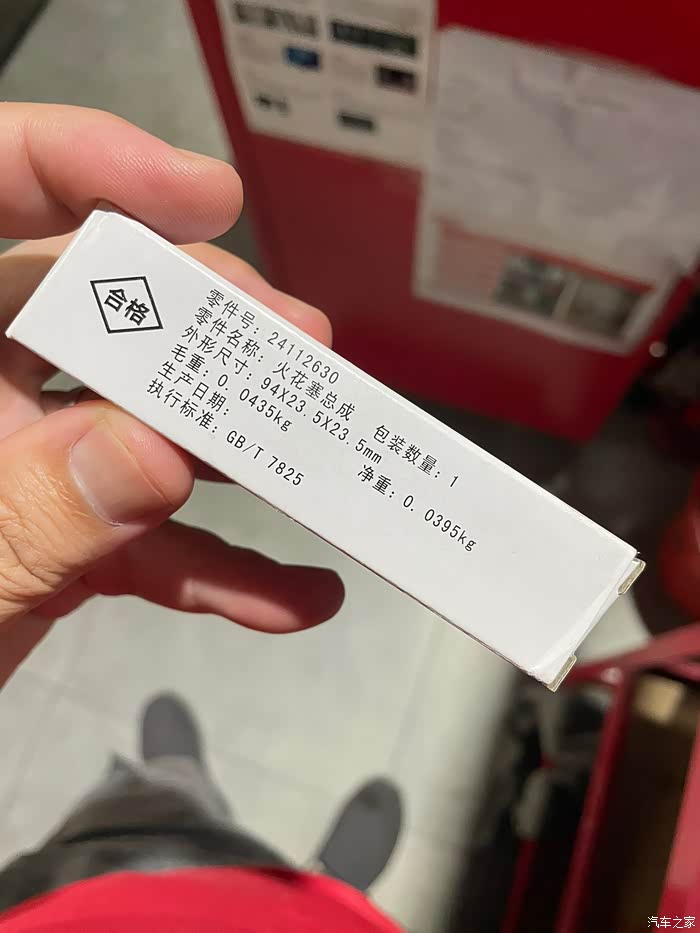 合格
零件号: 24112630
零件名称: 火花塞总成 包装数量: 1
外形尺寸: 94X23.5X23.5mm
毛重: 0.0435kg 净重: 0.0395kg
生产日期:
执行标准: GB/T 7825
汽车之家